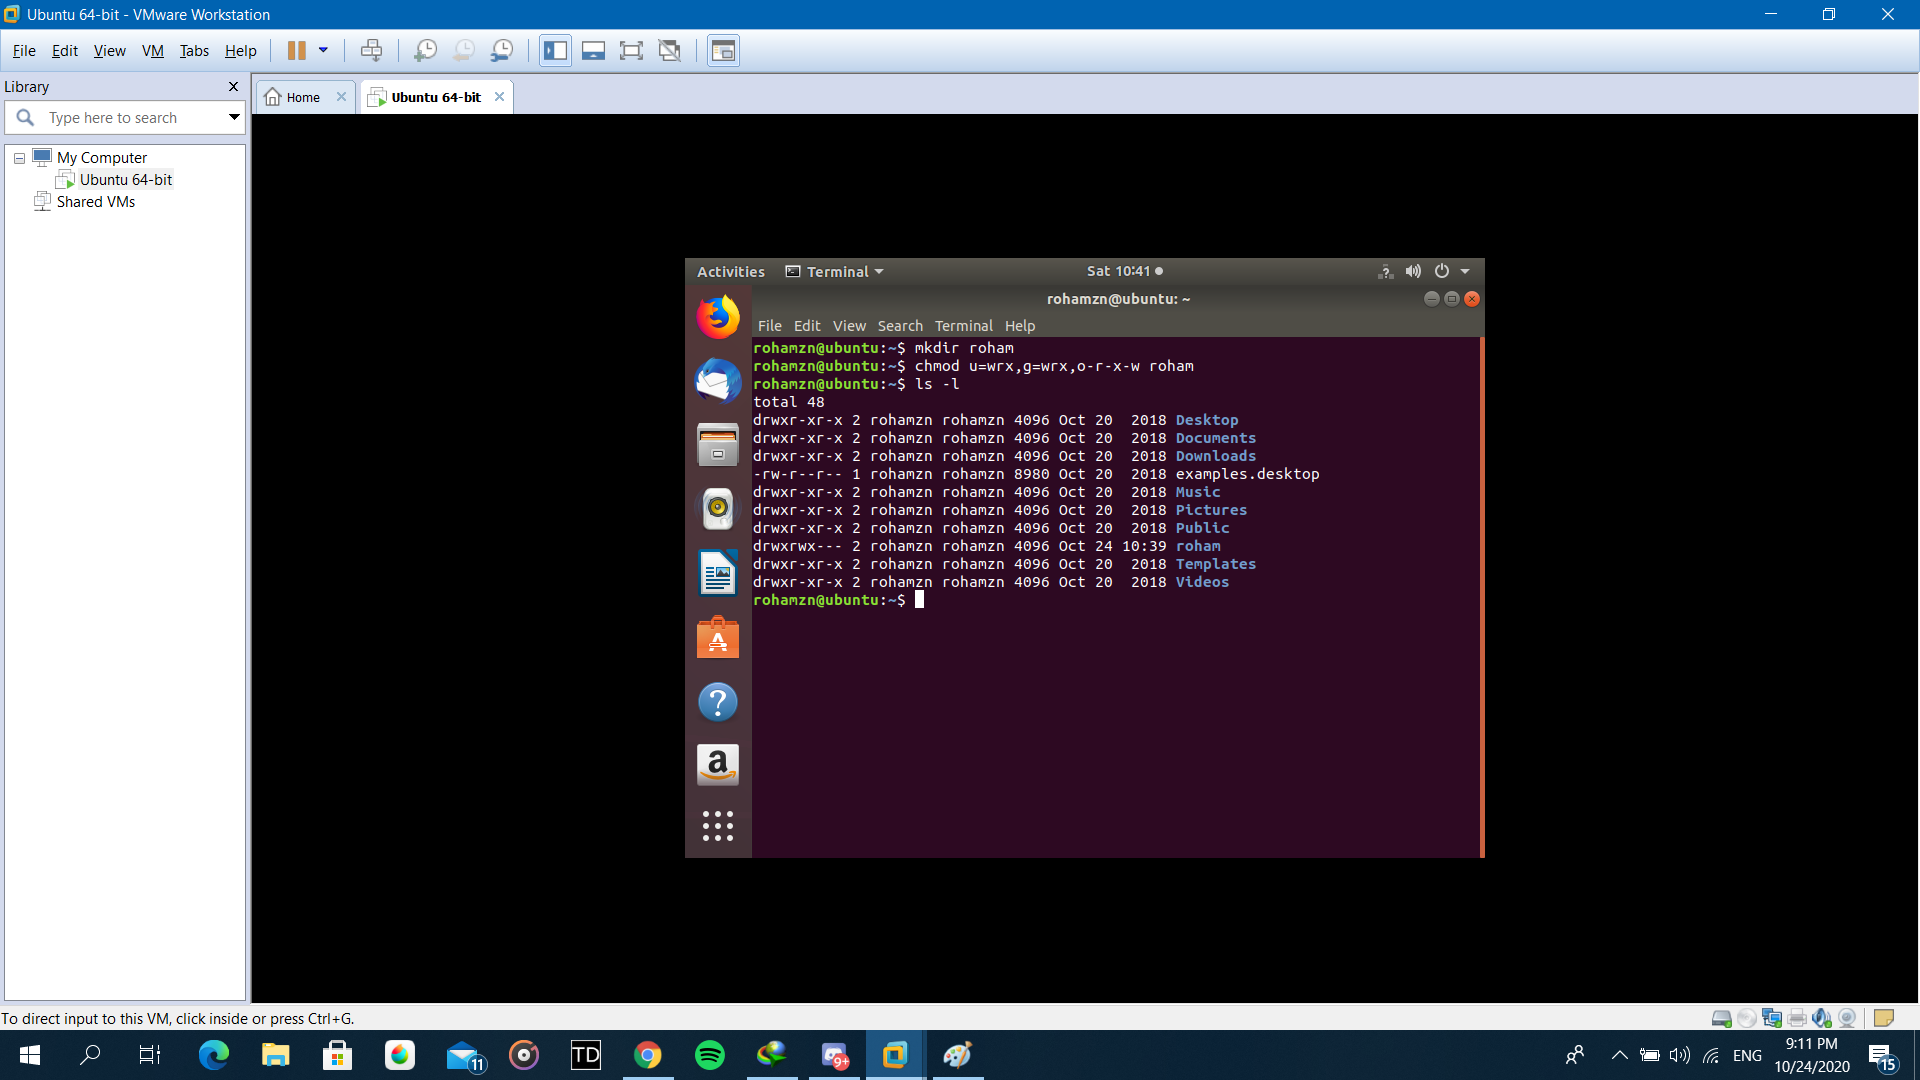 Ubuntu 64-bit - VMware Workstation
File Edit View VM Tabs Help
Library
Type here to search
My Computer
Ubuntu 64-bit
Shared VMs
Home
Ubuntu 64-bit
Activities Terminal Sat 10:41
rohamzn@ubuntu: ~
File Edit View Search Terminal Help
rohamzn@ubuntu:~$ mkdir roham
rohamzn@ubuntu:~$ chmod u=wrx,g=wrx,o-r-x-w roham
rohamzn@ubuntu:~$ ls -l
total 48
drwxr-xr-x 2 rohamzn rohamzn 4096 Oct 20  2018 Desktop
drwxr-xr-x 2 rohamzn rohamzn 4096 Oct 20  2018 Documents
drwxr-xr-x 2 rohamzn rohamzn 4096 Oct 20  2018 Downloads
-rw-r--r-- 1 rohamzn rohamzn 8980 Oct 20  2018 examples.desktop
drwxr-xr-x 2 rohamzn rohamzn 4096 Oct 20  2018 Music
drwxr-xr-x 2 rohamzn rohamzn 4096 Oct 20  2018 Pictures
drwxr-xr-x 2 rohamzn rohamzn 4096 Oct 20  2018 Public
drwxrwx--- 2 rohamzn rohamzn 4096 Oct 24 10:39 roham
drwxr-xr-x 2 rohamzn rohamzn 4096 Oct 20  2018 Templates
drwxr-xr-x 2 rohamzn rohamzn 4096 Oct 20  2018 Videos
rohamzn@ubuntu:~$
To direct input to this VM, click inside or press Ctrl+G.
11
TD
9+
ENG
9:11 PM
10/24/2020
15